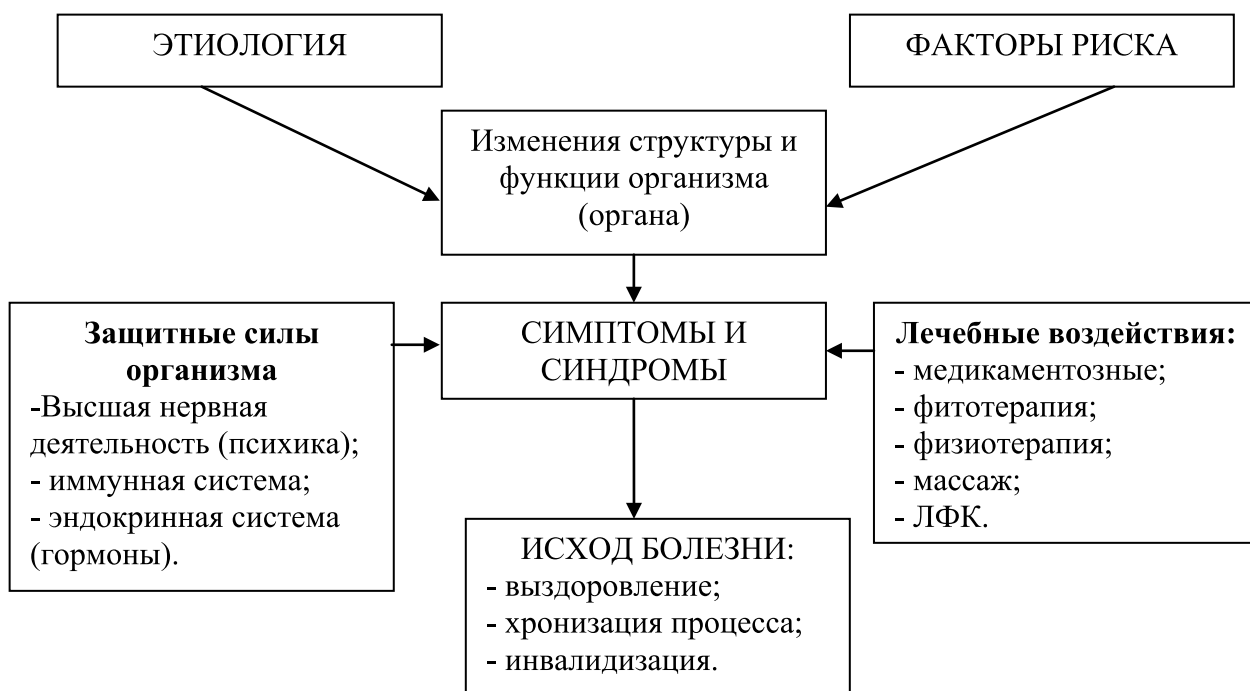 ЭТИОЛОГИЯ
ФАКТОРЫ РИСКА
Изменения структуры и
функции организма
(органа)
Защитные силы
организма
-Высшая нервная
деятельность (психика);
- иммунная система;
- эндокринная система
(гормоны).
СИМПТОМЫ И
СИНДРОМЫ
Лечебные воздействия:
- медикаментозные;
- фитотерапия;
- физиотерапия;
- массаж;
- ЛФК.
ИСХОД БОЛЕЗНИ:
- выздоровление;
- хронизация процесса;
- инвалидизация.